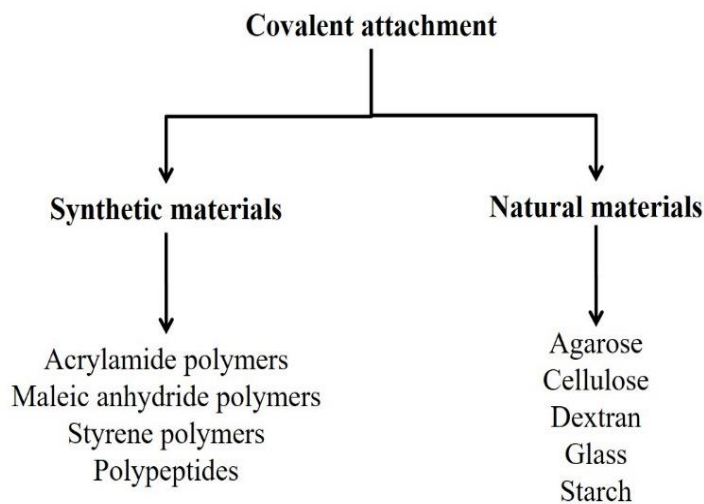 Covalent attachment
Synthetic materials
Natural materials
Acrylamide polymers
Maleic anhydride polymers
Styrene polymers
Polypeptides
Agarose
Cellulose
Dextran
Glass
Starch